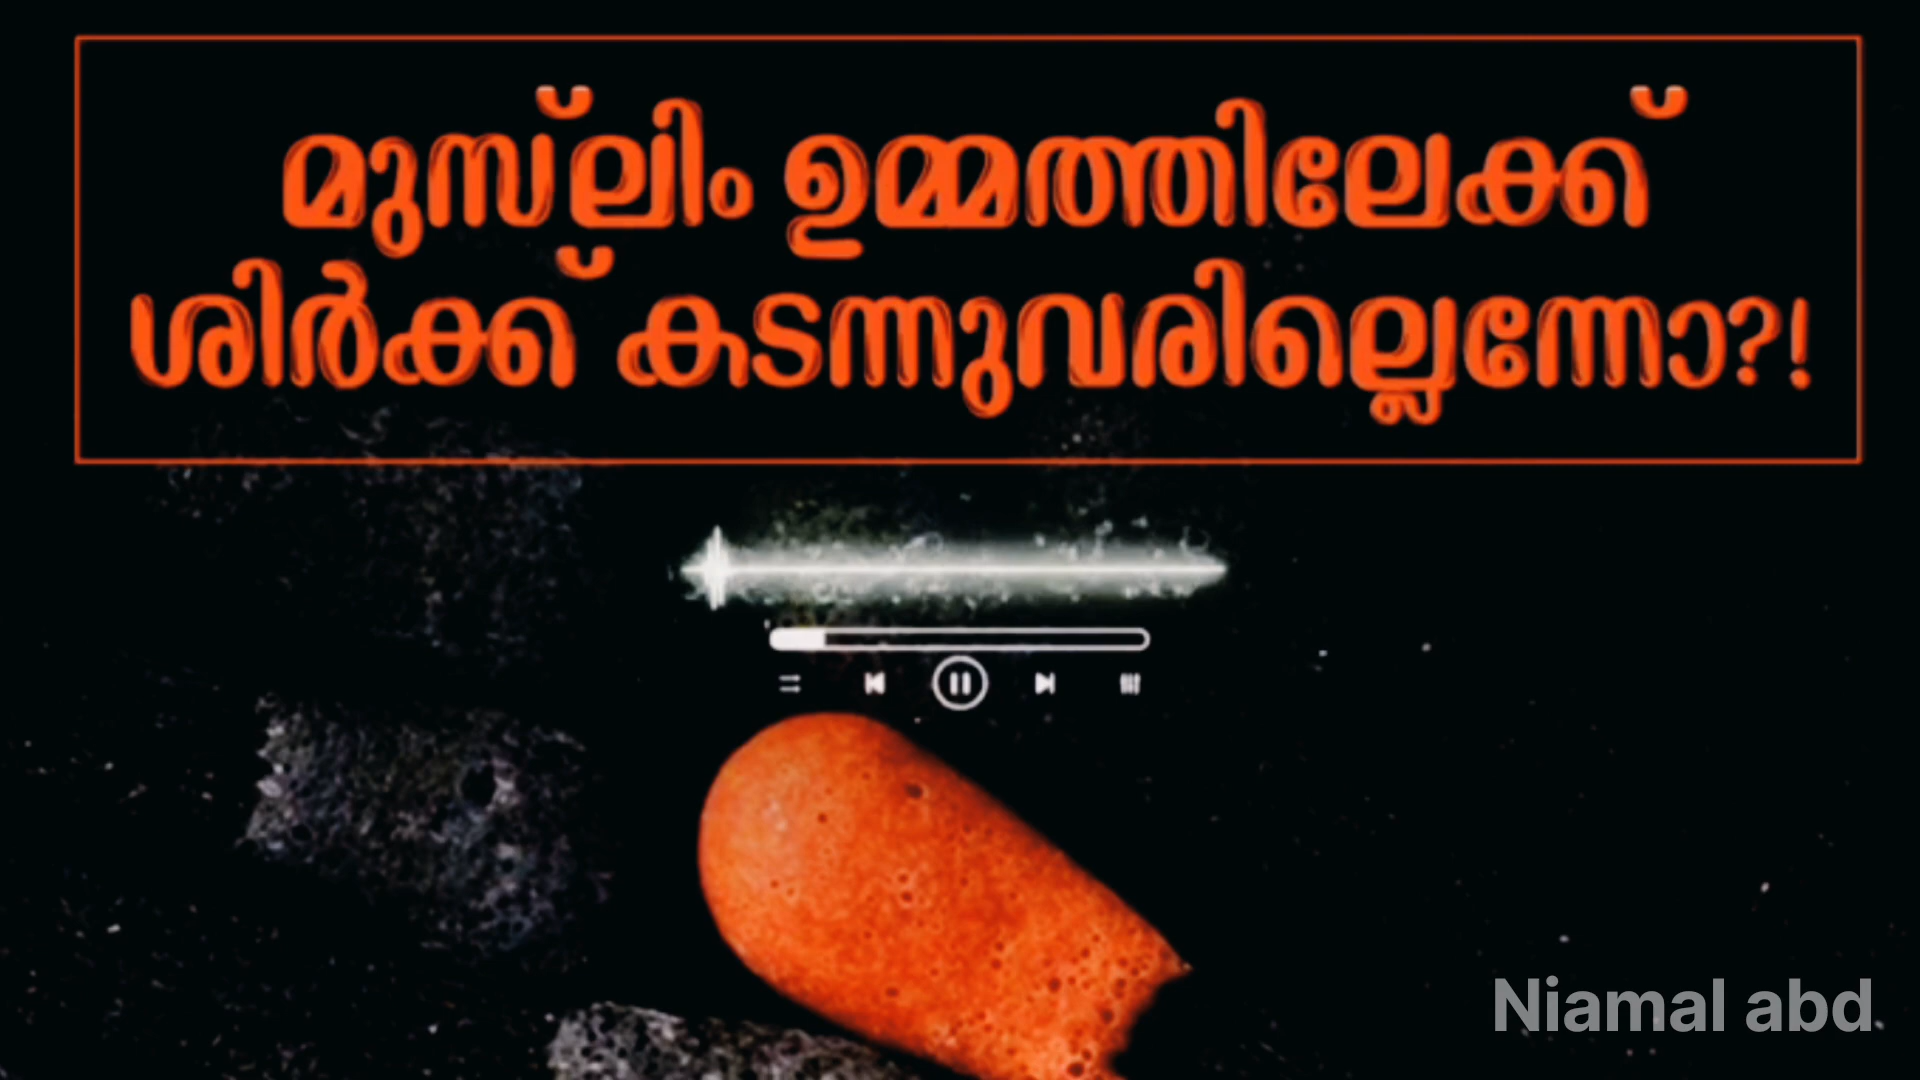 മുസ്‌ലിം ഉമ്മത്തിലേക്ക്
ശിർക്ക് കടന്നുവരില്ലെന്നോ?!
Niamal abd